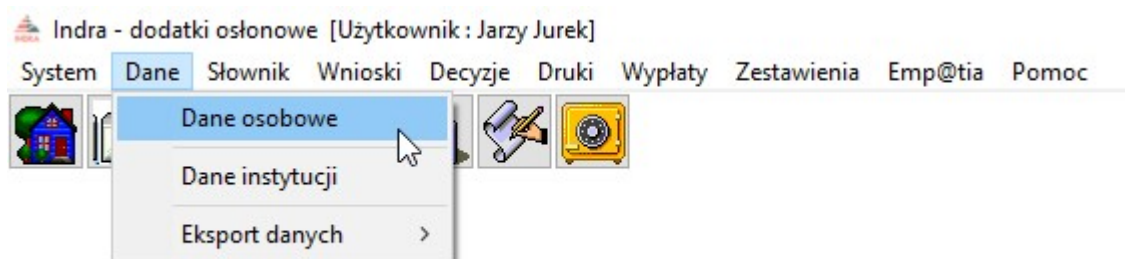 Indra - dodatki osłonowe [Użytkownik : Jarzy Jurek]
System Dane Słownik Wnioski Decyzje Druki Wypłaty Zestawienia Emp@tia Pomoc
Dane osobowe
Dane instytucji
Eksport danych >